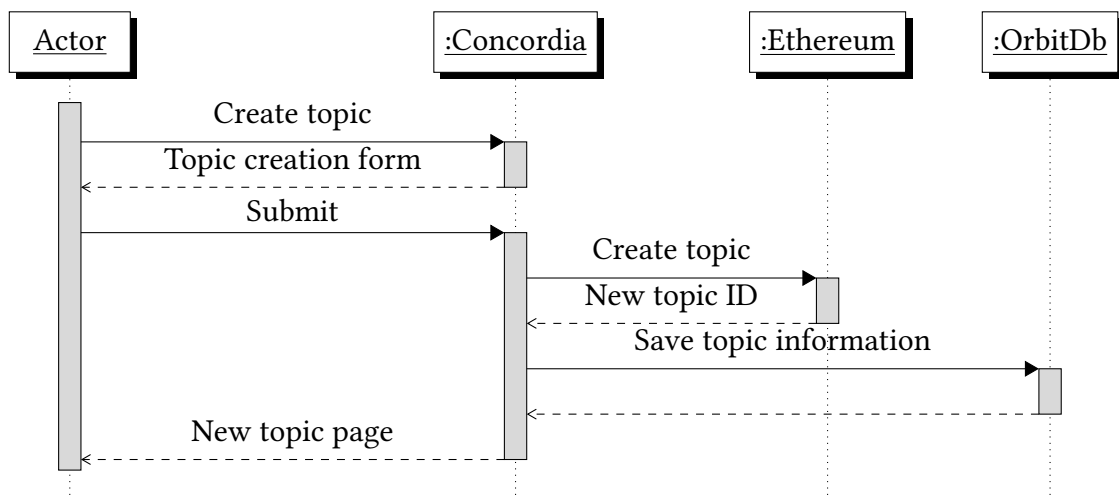 Actor
:Concordia
:Ethereum
:OrbitDb
Create topic
Topic creation form
Submit
Create topic
New topic ID
Save topic information
New topic page